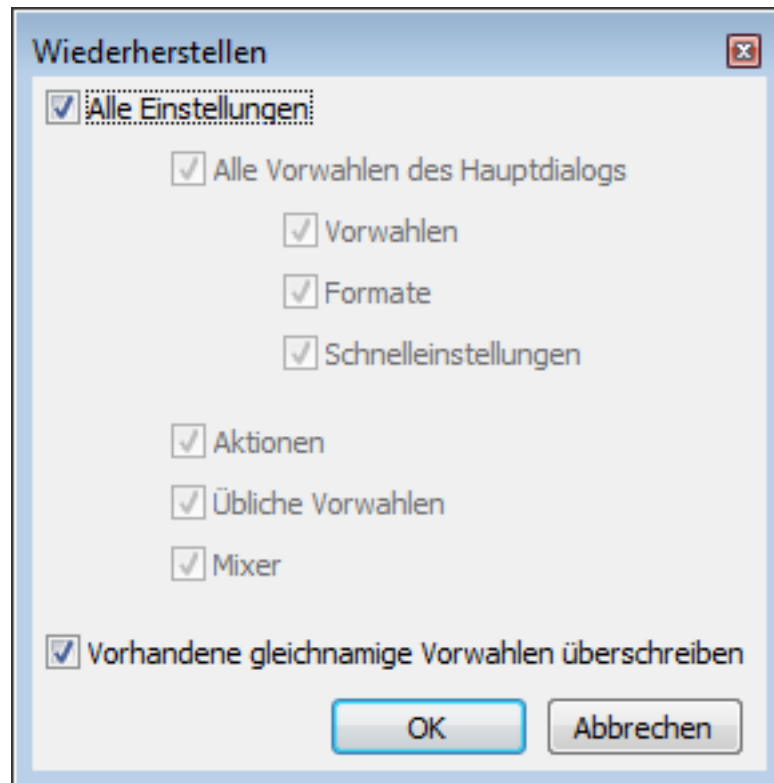 Wiederherstellen
Alle Einstellungen
Alle Vorwahlen des Hauptdialogs
Vorwahlen
Formate
Schnelleinstellungen
Aktionen
Übliche Vorwahlen
Mixer
Vorhandene gleichnamige Vorwahlen überschreiben
OK Abbrechen